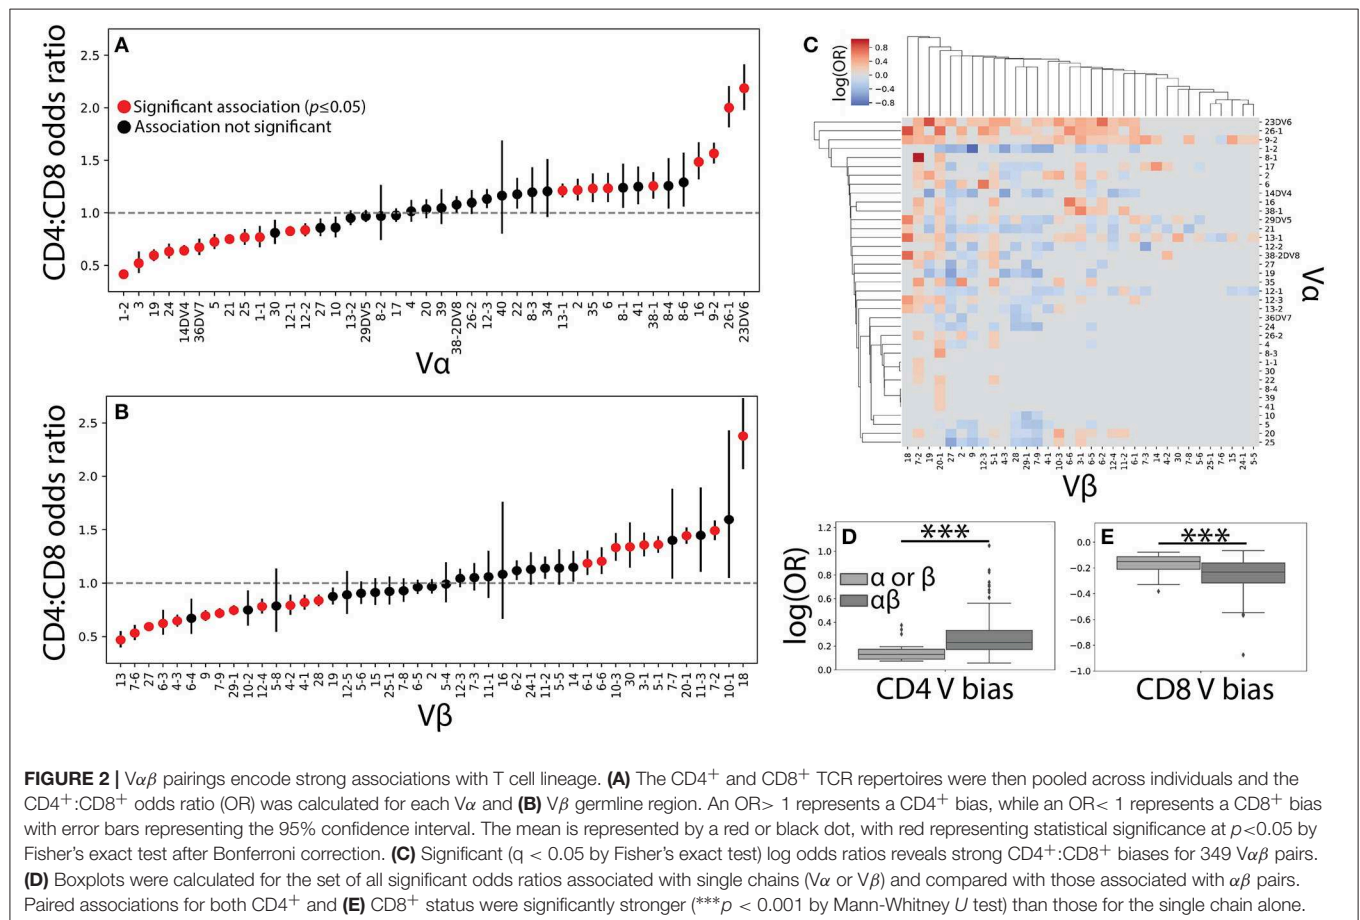 A
CD4:CD8 odds ratio
2.5
2.0
1.5
1.0
0.5
Significant association (p≤0.05)
Association not significant
1-2 3 19 24 14DV4 36DV7 5 21 25 1-1 30 12-1 12-2 27 10 13-2 29DV5 8-2 17 4 20 39 38-2DV8 26-2 12-3 40 22 8-3 34 13-1 2 35 6 8-1 41 38-1 8-4 8-6 16 9-2 26-1 23DV6
Vα
B
CD4:CD8 odds ratio
2.5
2.0
1.5
1.0
0.5
13 7-6 27 6-3 4-3 6-4 9 7-9 29-1 10-2 12-4 5-8 4-2 4-1 28 19 12-5 5-6 15 25-1 7-8 6-5 2 5-4 12-3 7-3 11-1 16 6-2 24-1 11-2 5-5 14 6-1 6-6 10-3 30 3-1 5-1 7-7 20-1 11-3 7-2 10-1 18
Vβ
C
log(OR)
0.8
0.4
0.0
−0.4
−0.8
23DV6
26-1
9-2
1-2
8-1
17
2
6
14DV4
16
38-1
29DV5
21
13-1
12-2
38-2DV8
27
19
35
12-1
12-3
13-2
36DV7
24
26-2
4
8-3
1-1
30
22
8-4
39
41
10
5
20
25
Vα
18 7-2 19 20-1 27 2 9 12-3 5-1 4-3 28 29-1 7-9 4-1 10-3 6-6 3-1 6-5 6-2 12-4 11-2 6-1 7-3 14 4-2 30 7-8 5-6 25-1 7-6 15 24-1 5-5
Vβ
D
log(OR)
1.2
1.0
0.8
0.6
0.4
0.2
0.0
***
α or β
αβ
CD4 V bias
E
0.0
−0.2
−0.4
−0.6
−0.8
−1.0
***
CD8 V bias
FIGURE 2 | Vαβ pairings encode strong associations with T cell lineage. (A) The CD4+ and CD8+ TCR repertoires were then pooled across individuals and the
CD4+:CD8+ odds ratio (OR) was calculated for each Vα and (B) Vβ germline region. An OR> 1 represents a CD4+ bias, while an OR< 1 represents a CD8+ bias
with error bars representing the 95% confidence interval. The mean is represented by a red or black dot, with red representing statistical significance at p<0.05 by
Fisher's exact test after Bonferroni correction. (C) Significant (q < 0.05 by Fisher's exact test) log odds ratios reveals strong CD4+:CD8+ biases for 349 Vαβ pairs.
(D) Boxplots were calculated for the set of all significant odds ratios associated with single chains (Vα or Vβ) and compared with those associated with αβ pairs.
Paired associations for both CD4+ and (E) CD8+ status were significantly stronger (***p < 0.001 by Mann-Whitney U test) than those for the single chain alone.